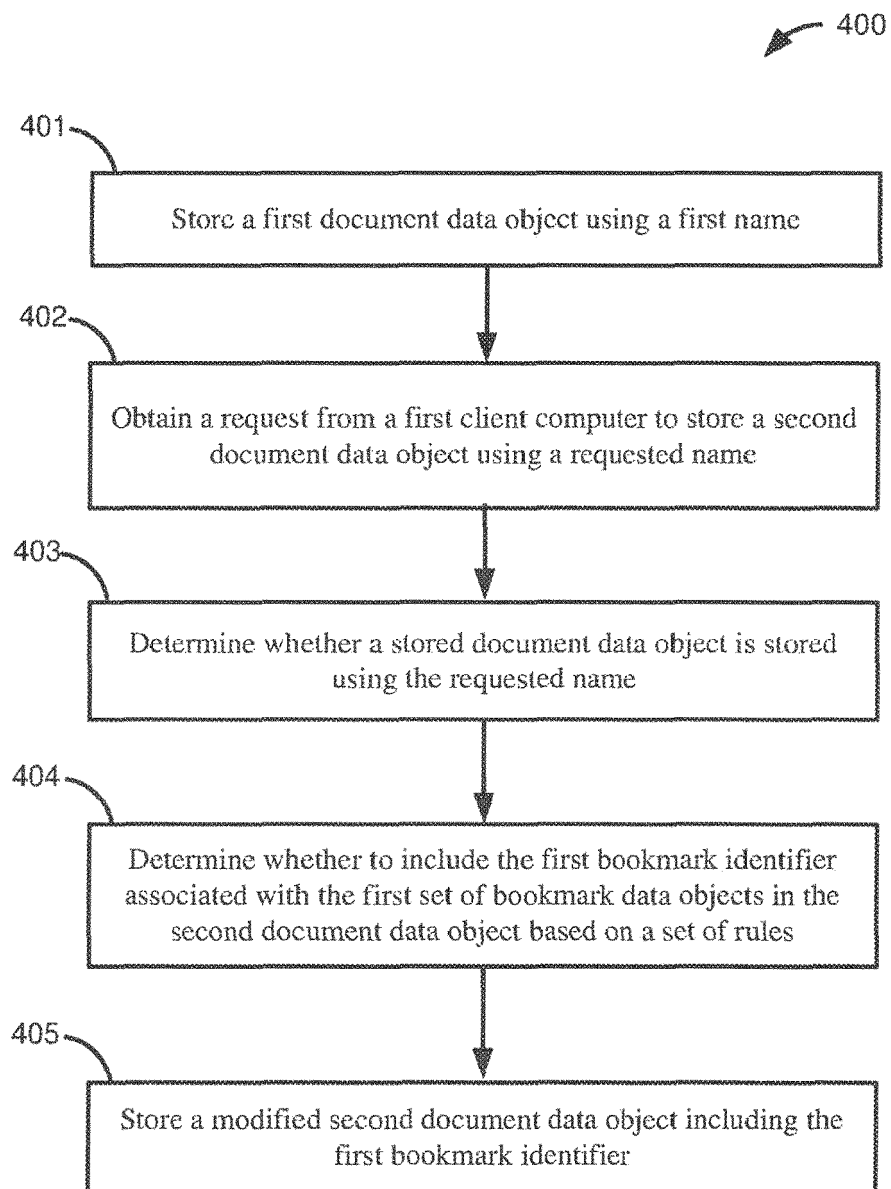 400
401
Store a first document data object using a first name
402
Obtain a request from a first client computer to store a second
document data object using a requested name
403
Determine whether a stored document data object is stored
using the requested name
404
Determine whether to include the first bookmark identifier
associated with the first set of bookmark data objects in the
second document data object based on a set of rules
405
Store a modified second document data object including the
first bookmark identifier